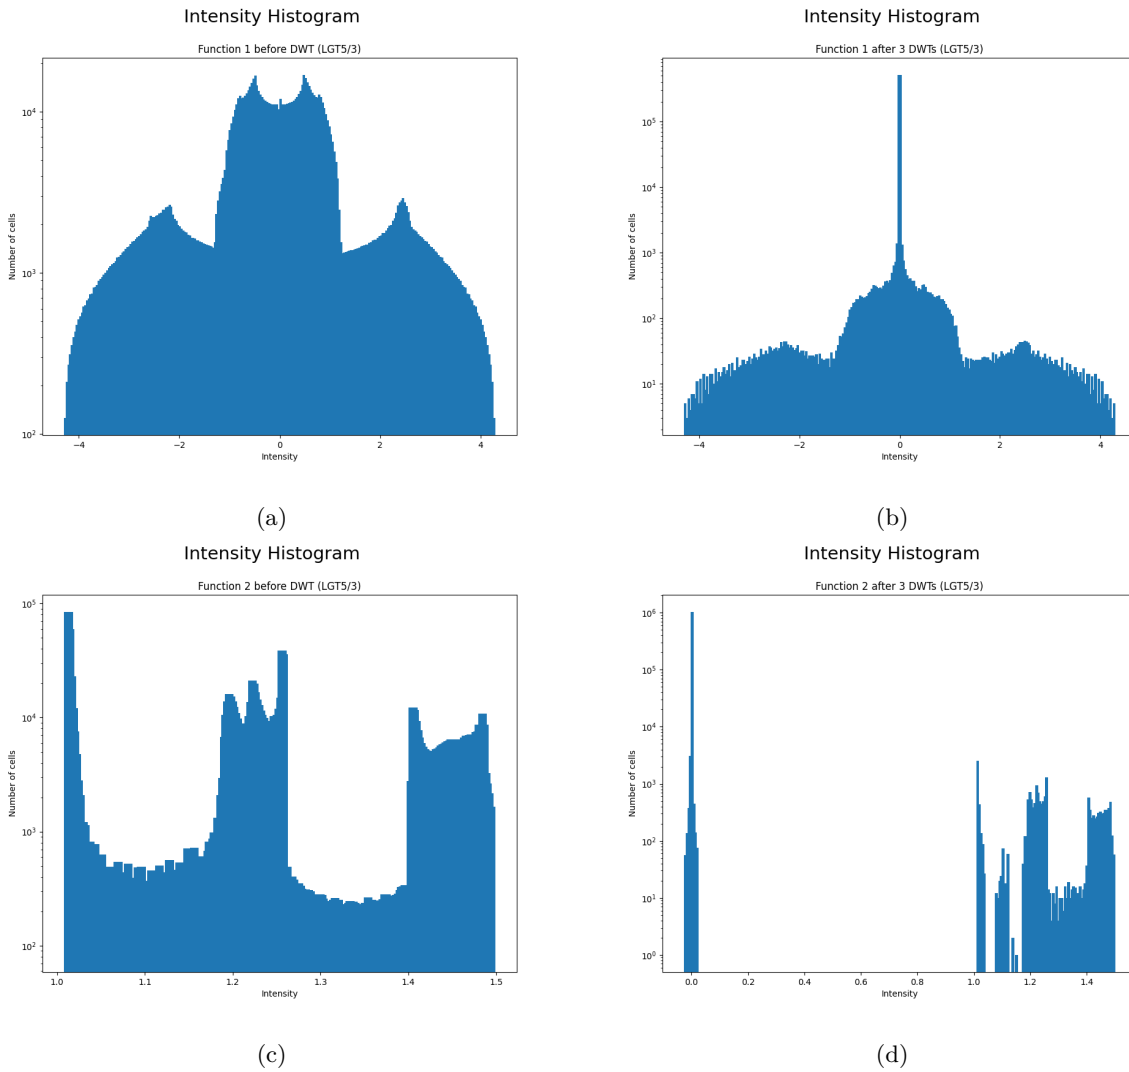 Intensity Histogram
Function 1 before DWT (LGT5/3)
Number of cells
10^4
10^3
10^2
−4
−2
0
2
4
Intensity
(a)
Intensity Histogram
Function 1 after 3 DWTs (LGT5/3)
Number of cells
10^5
10^4
10^3
10^2
10^1
−4
−2
0
2
4
Intensity
(b)
Intensity Histogram
Function 2 before DWT (LGT5/3)
Number of cells
10^5
10^4
10^3
10^2
1.0
1.1
1.2
1.3
1.4
1.5
Intensity
(c)
Intensity Histogram
Function 2 after 3 DWTs (LGT5/3)
Number of cells
10^6
10^5
10^4
10^3
10^2
10^1
10^0
0.0
0.2
0.4
0.6
0.8
1.0
1.2
1.4
Intensity
(d)